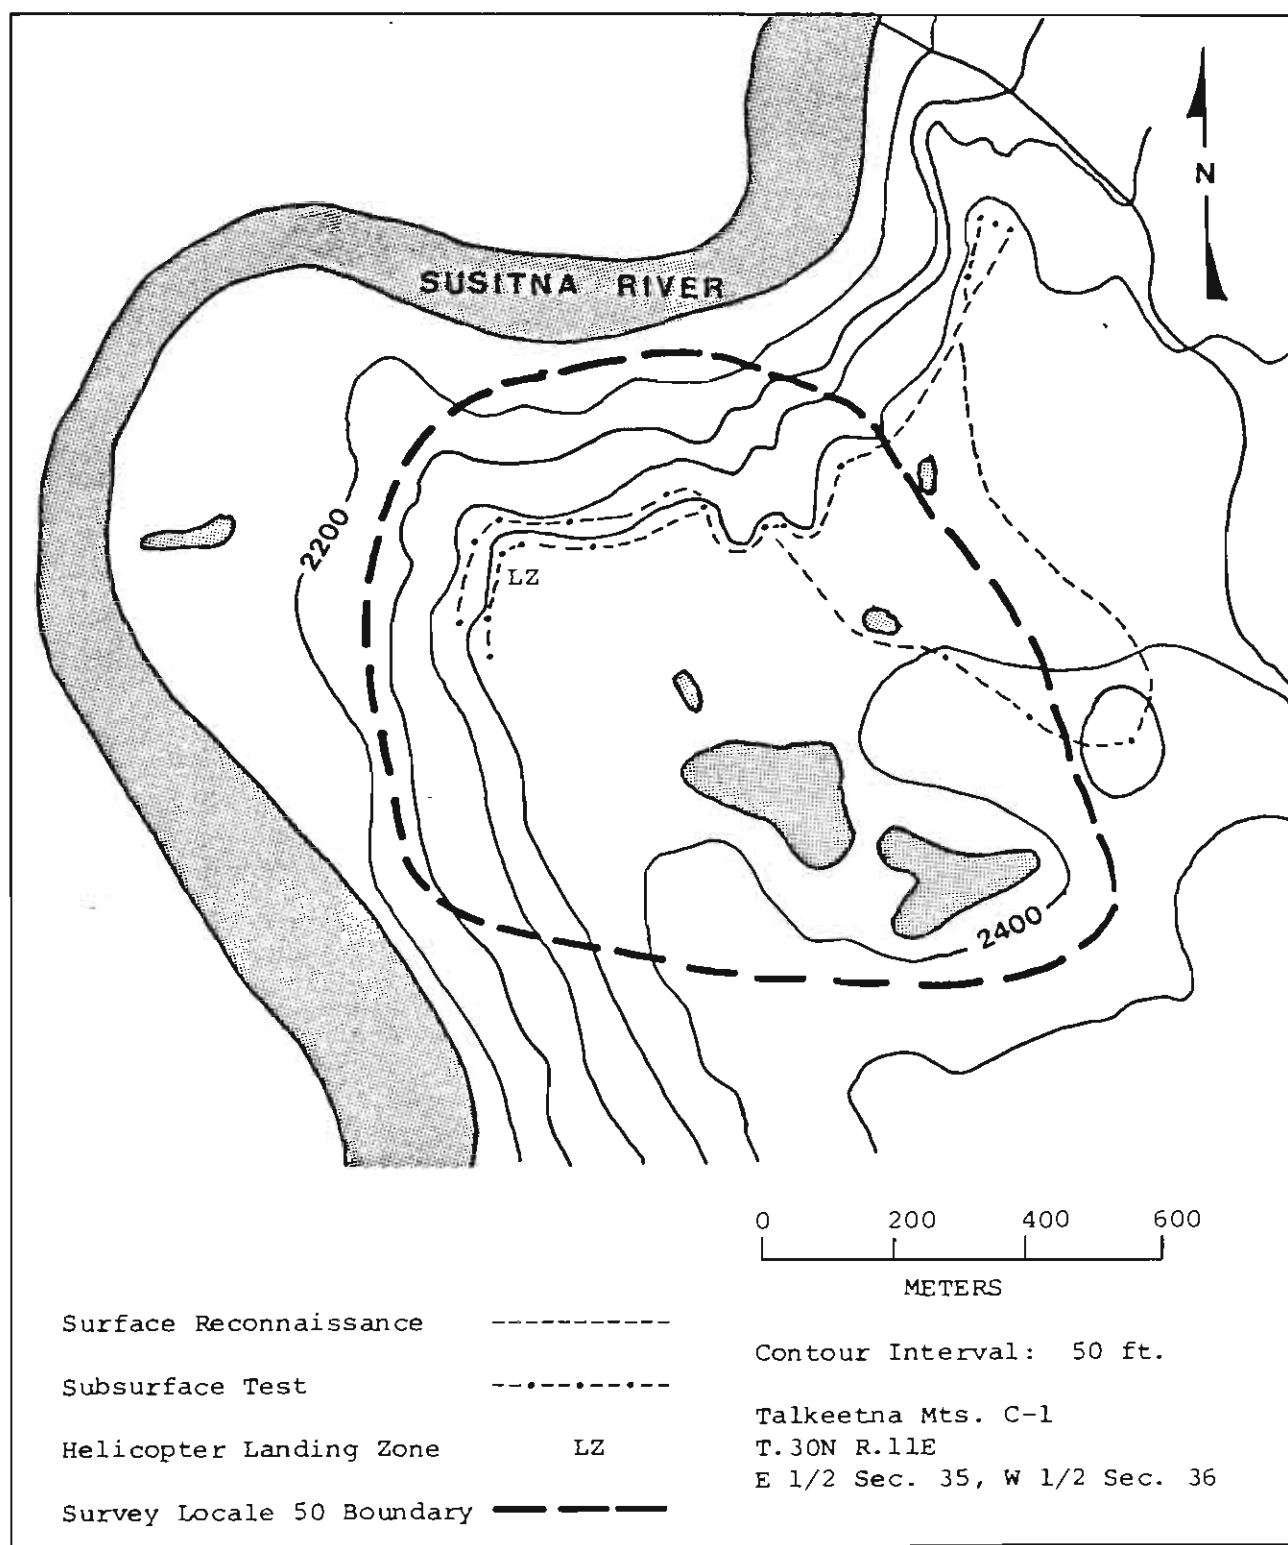 N
SUSITNA RIVER
2200
LZ
2400
0 200 400 600
METERS
Surface Reconnaissance
Subsurface Test
Helicopter Landing Zone LZ
Survey Locale 50 Boundary
Contour Interval: 50 ft.
Talkeetna Mts. C-1
T.30N R.11E
E 1/2 Sec. 35, W 1/2 Sec. 36